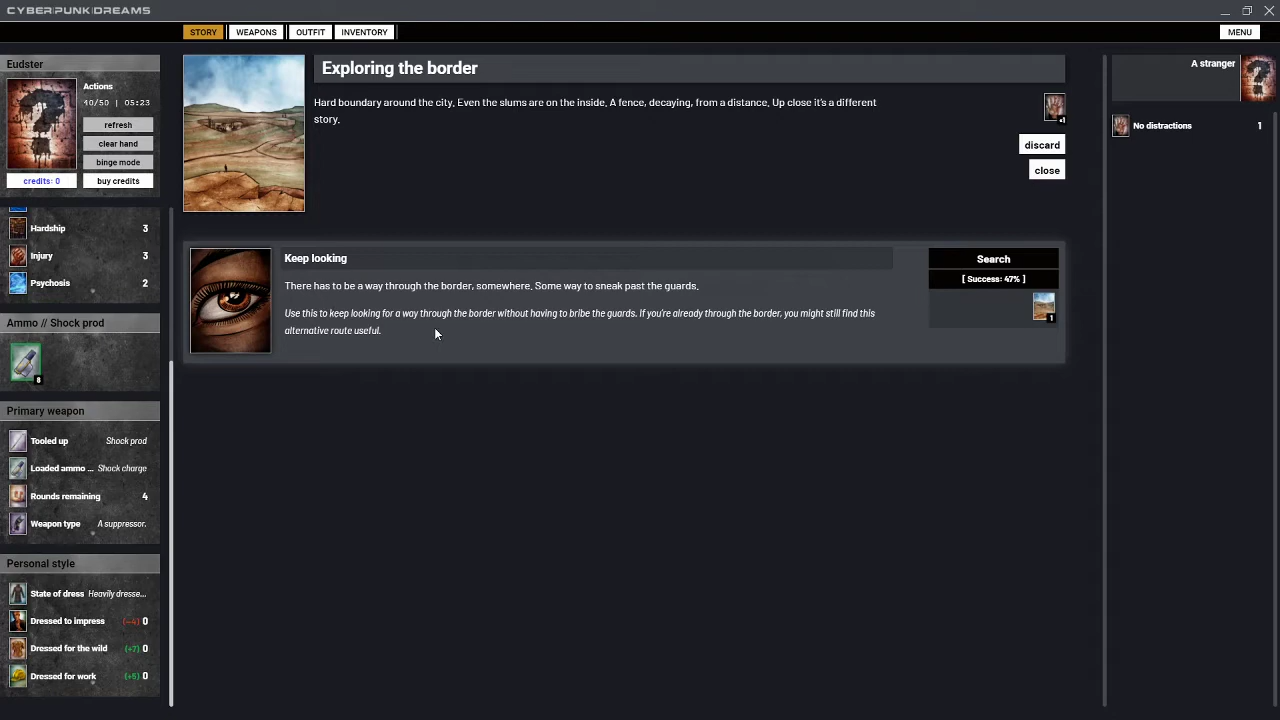 CYBERPUNKDREAMS
STORY
WEAPONS
OUTFIT
INVENTORY
MENU
Eudster
Actions
40/50 | 05:23
refresh
clear hand
binge mode
credits: 0
buy credits
Hardship 3
Injury 3
Psychosis 2
Ammo // Shock prod
8
Primary weapon
Tooled up Shock prod
Loaded ammo ... Shock charge
Rounds remaining 4
Weapon type A suppressor.
Personal style
State of dress Heavily dresse...
Dressed to impress (-4) 0
Dressed for the wild (+7) 0
Dressed for work (+5) 0
Exploring the border
Hard boundary around the city. Even the slums are on the inside. A fence, decaying, from a distance. Up close it's a different
story.
+1
discard
close
Keep looking
There has to be a way through the border, somewhere. Some way to sneak past the guards.
Use this to keep looking for a way through the border without having to bribe the guards. If you're already through the border, you might still find this
alternative route useful.
Search
[ Success: 47% ]
1
A stranger
No distractions 1